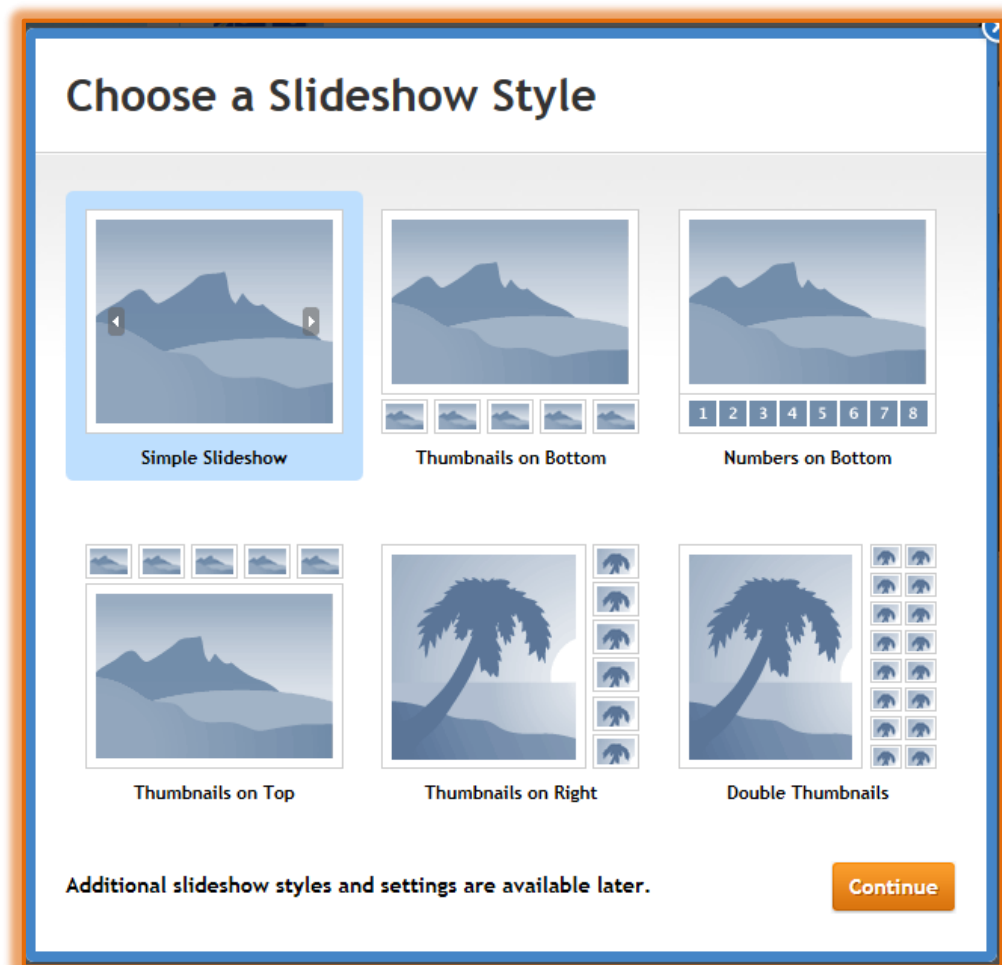 Choose a Slideshow Style
1 2 3 4 5 6 7 8
Simple Slideshow
Thumbnails on Bottom
Numbers on Bottom
Thumbnails on Top
Thumbnails on Right
Double Thumbnails
Additional slideshow styles and settings are available later.
Continue